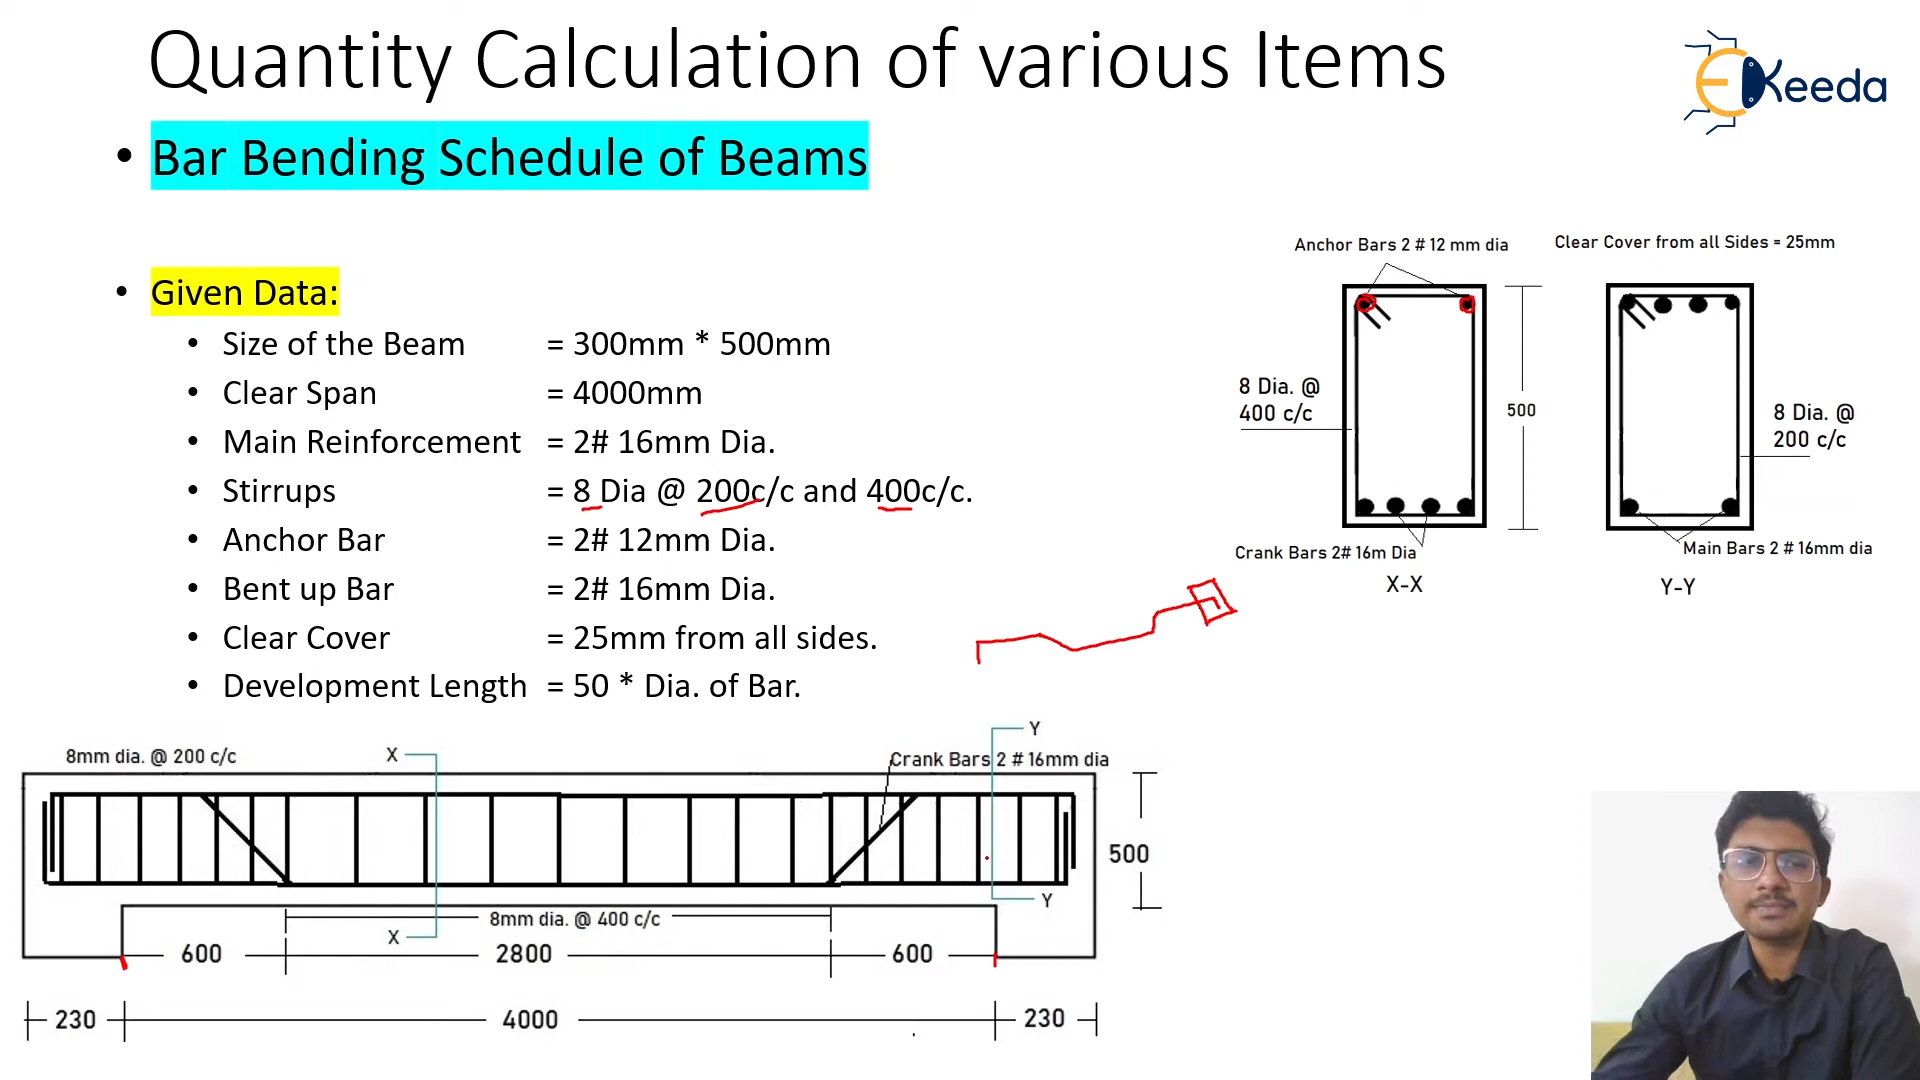 Quantity Calculation of various Items
EKeeda
• Bar Bending Schedule of Beams
• Given Data:
• Size of the Beam = 300mm * 500mm
• Clear Span = 4000mm
• Main Reinforcement = 2# 16mm Dia.
• Stirrups = 8 Dia @ 200c/c and 400c/c.
• Anchor Bar = 2# 12mm Dia.
• Bent up Bar = 2# 16mm Dia.
• Clear Cover = 25mm from all sides.
• Development Length = 50 * Dia. of Bar.
Anchor Bars 2 # 12 mm dia
Clear Cover from all Sides = 25mm
8 Dia. @
400 c/c
500
8 Dia. @
200 c/c
Crank Bars 2# 16m Dia
Main Bars 2 # 16mm dia
X-X
Y-Y
8mm dia. @ 200 c/c
X
Y
Crank Bars 2 # 16mm dia
500
Y
8mm dia. @ 400 c/c
X
600
2800
600
230
4000
230